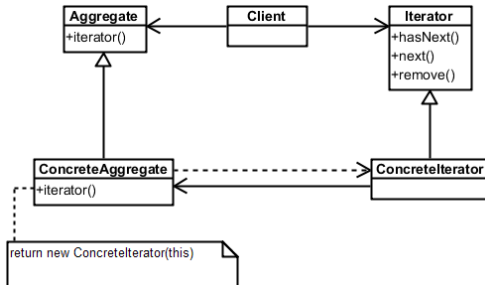 Aggregate
+iterator()
Client
Iterator
+hasNext()
+next()
+remove()
ConcreteAggregate
+iterator()
ConcreteIterator
return new ConcreteIterator(this)